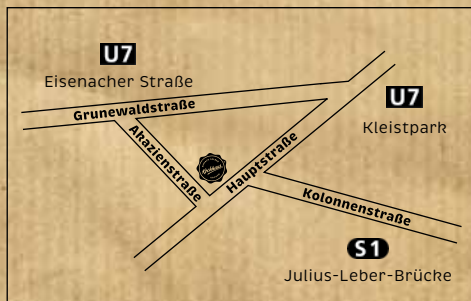 U7
Eisenacher Straße
U7
Kleistpark
Grunewaldstraße
Akazienstraße
Hauptstraße
Kolonnenstraße
S1
Julius-Leber-Brücke